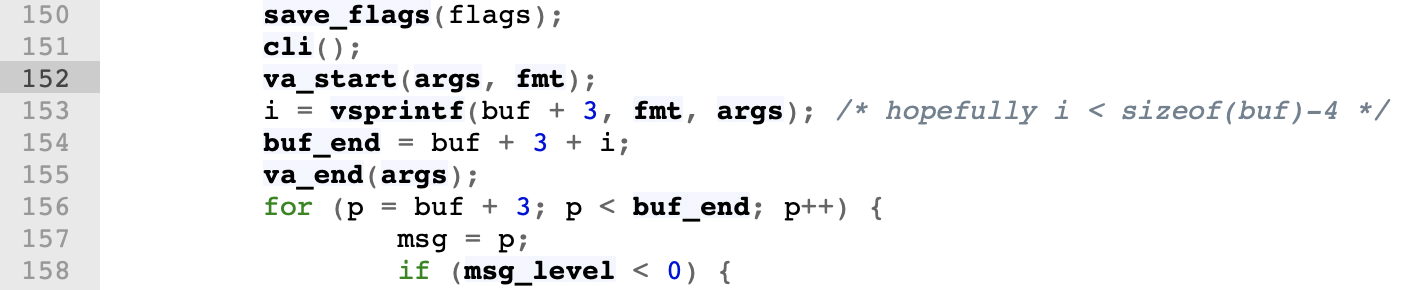 150 save_flags(flags);
151 cli();
152 va_start(args, fmt);
153 i = vsprintf(buf + 3, fmt, args); /* hopefully i < sizeof(buf)-4 */
154 buf_end = buf + 3 + i;
155 va_end(args);
156 for (p = buf + 3; p < buf_end; p++) {
157 msg = p;
158 if (msg_level < 0) {